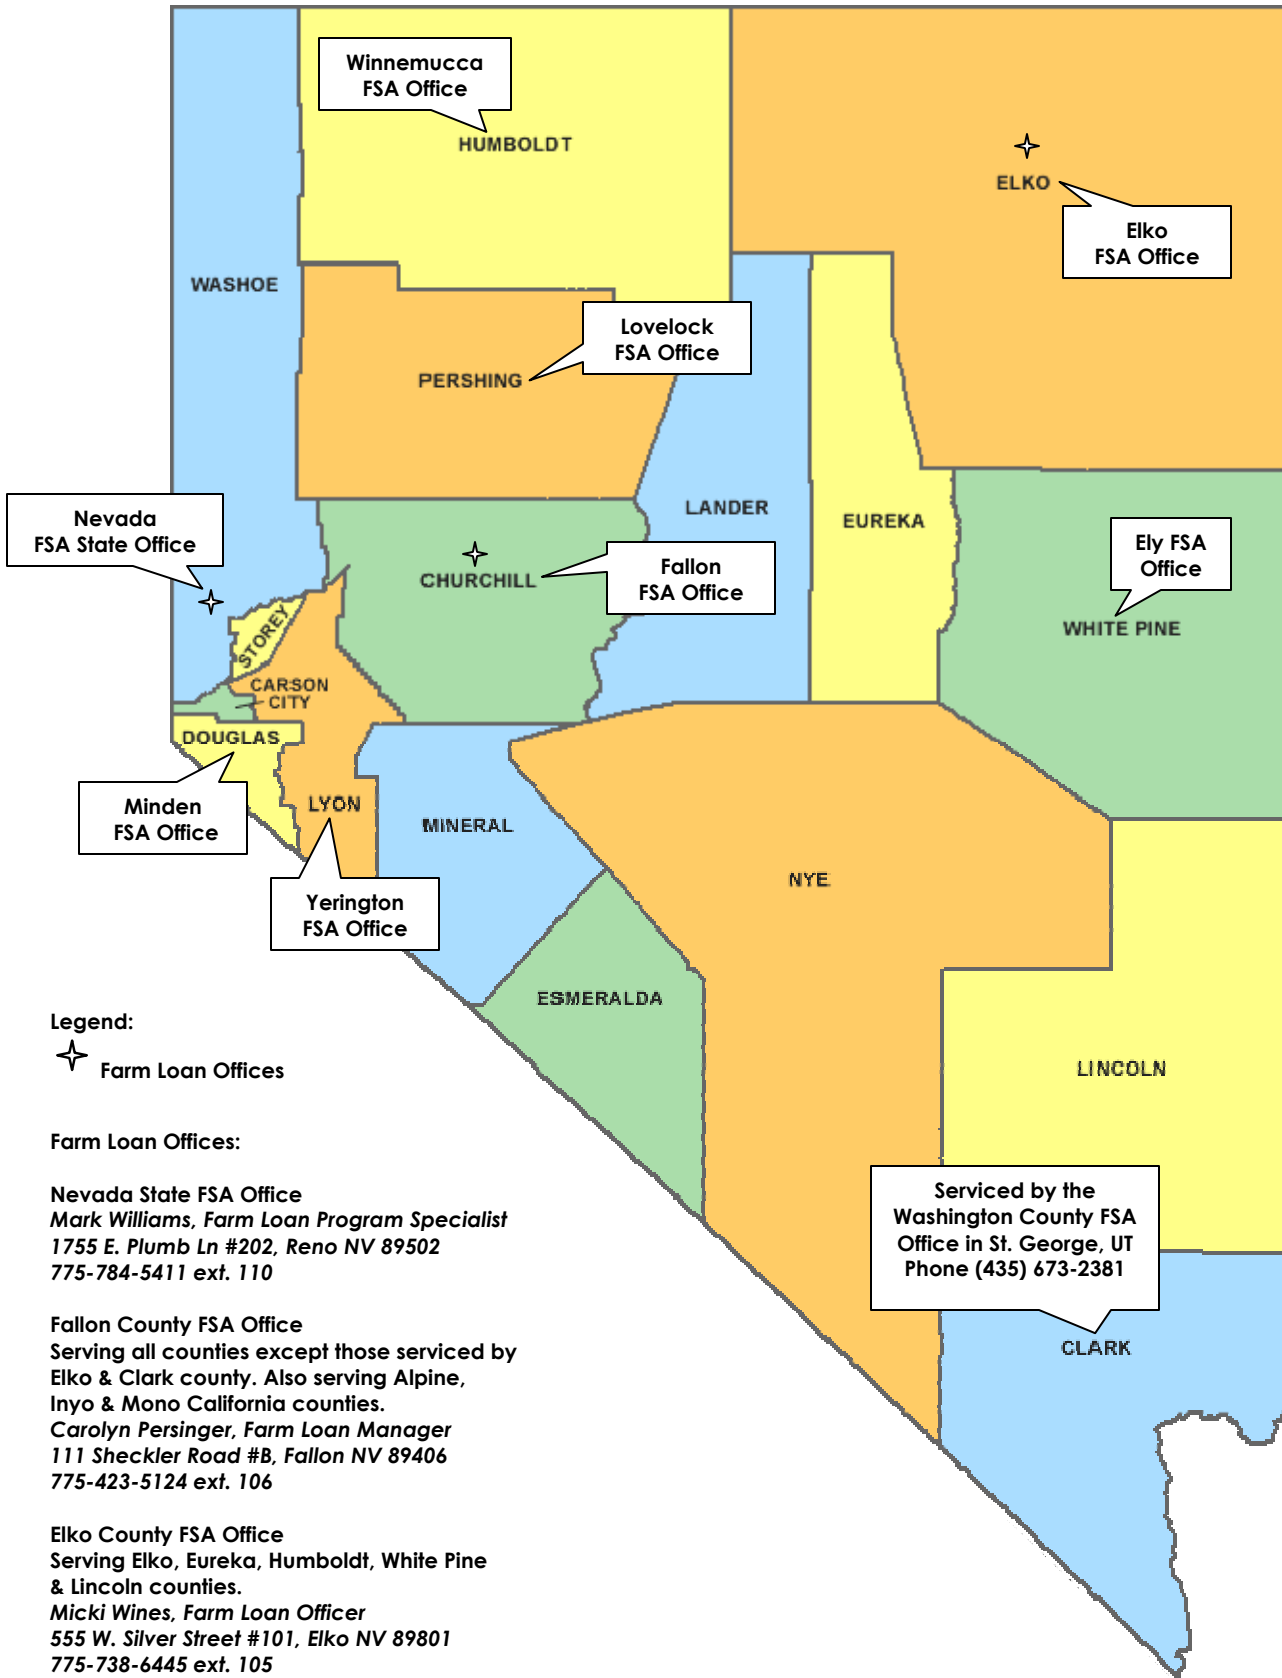 Winnemucca
FSA Office
HUMBOLDT
ELKO
Elko
FSA Office
WASHOE
Lovelock
FSA Office
PERSHING
Nevada
FSA State Office
LANDER
EUREKA
Ely FSA
Office
CHURCHILL
Fallon
FSA Office
WHITE PINE
STOREY
CARSON
CITY
DOUGLAS
Minden
FSA Office
LYON
MINERAL
Yerington
FSA Office
NYE
ESMERALDA
LINCOLN
Serviced by the
Washington County FSA
Office in St. George, UT
Phone (435) 673-2381
CLARK
Legend:
Farm Loan Offices
Farm Loan Offices:
Nevada State FSA Office
Mark Williams, Farm Loan Program Specialist
1755 E. Plumb Ln #202, Reno NV 89502
775-784-5411 ext. 110
Fallon County FSA Office
Serving all counties except those serviced by
Elko & Clark county. Also serving Alpine,
Inyo & Mono California counties.
Carolyn Persinger, Farm Loan Manager
111 Sheckler Road #B, Fallon NV 89406
775-423-5124 ext. 106
Elko County FSA Office
Serving Elko, Eureka, Humboldt, White Pine
& Lincoln counties.
Micki Wines, Farm Loan Officer
555 W. Silver Street #101, Elko NV 89801
775-738-6445 ext. 105